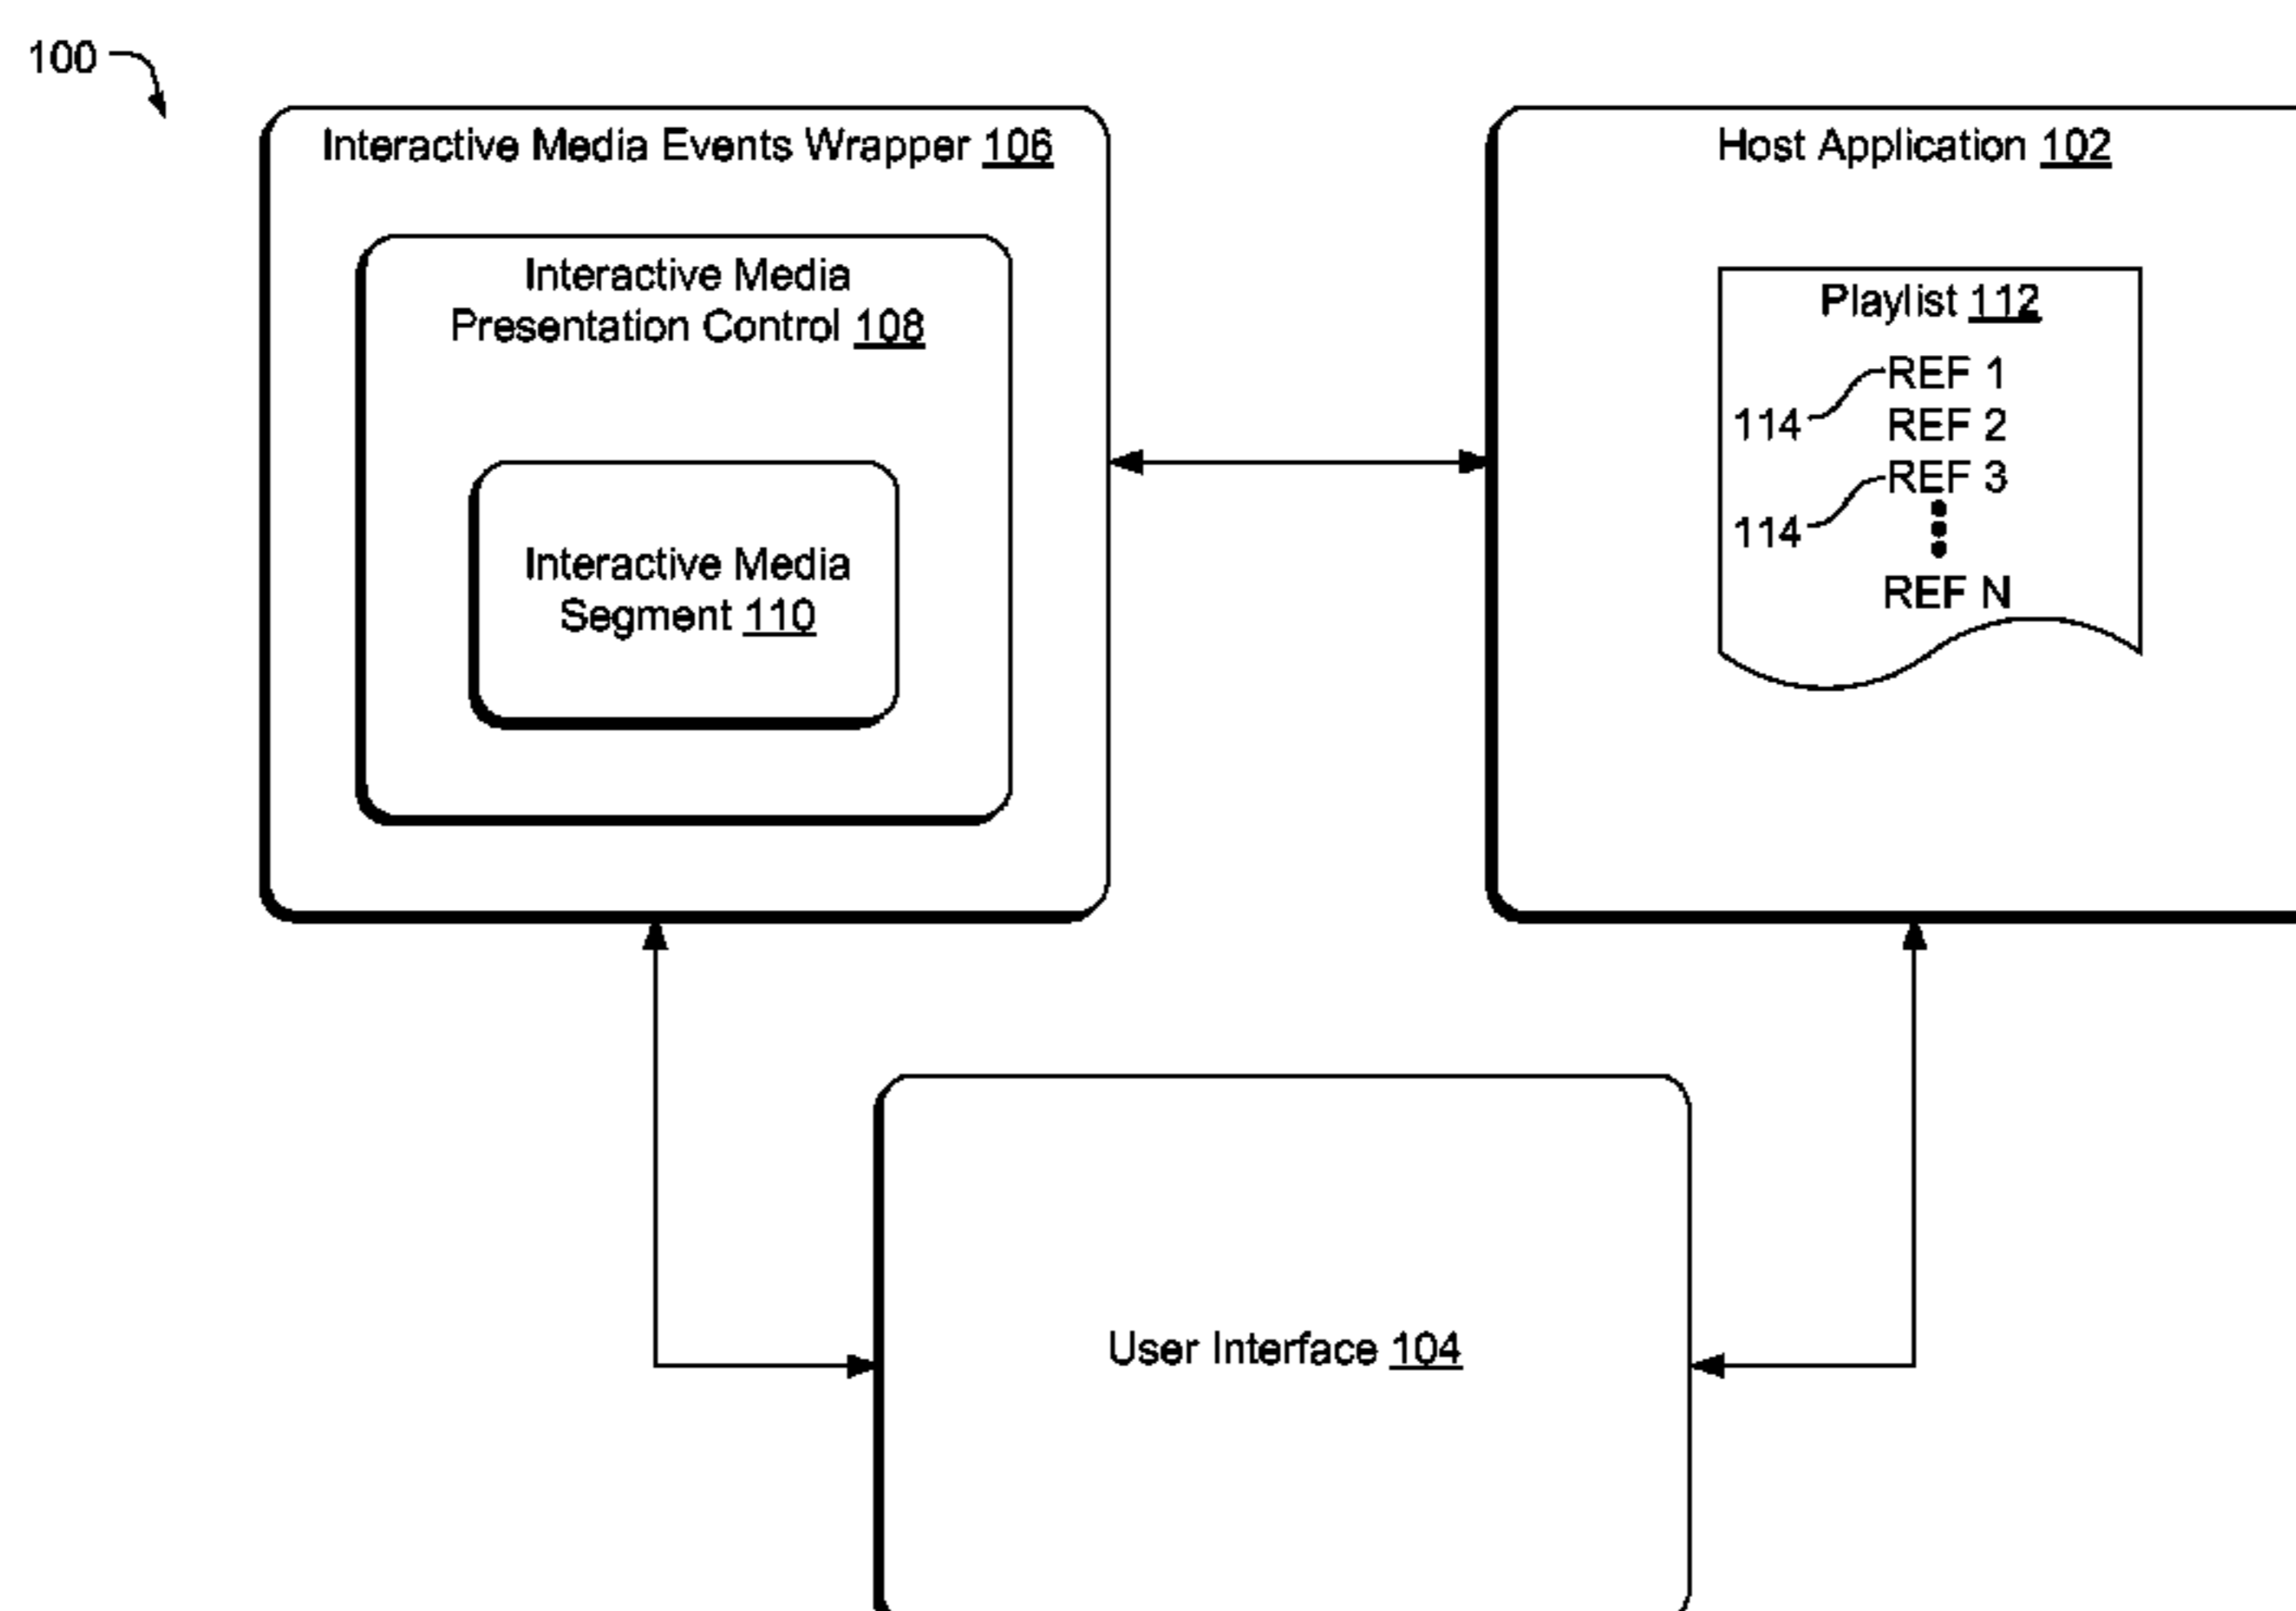 100
Interactive Media Events Wrapper 106
Interactive Media
Presentation Control 108
Interactive Media
Segment 110
Host Application 102
Playlist 112
REF 1
114
REF 2
REF 3
114
REF N
User Interface 104